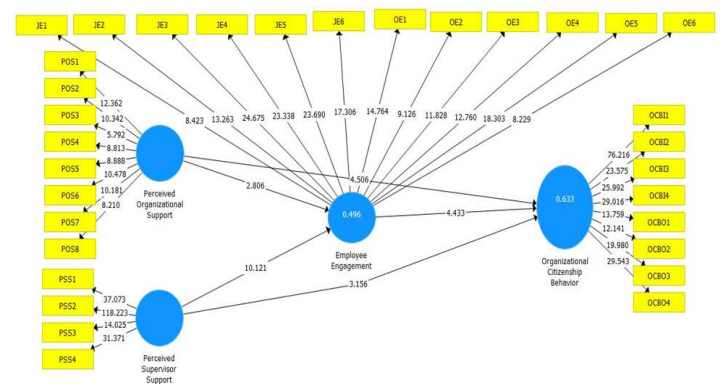 JE1 JE2 JE3 JE4 JE5 JE6 OE1 OE2 OE3 OE4 OE5 OE6
POS1
POS2
POS3
POS4
POS5
POS6
POS7
POS8
12.362
10.342
5.792
8.813
8.888
10.478
10.181
8.210
Perceived
Organizational
Support
8.423 13.263 24.675 23.338 23.690 17.306 14.764 9.126 11.828 12.760 18.303 8.229
4.506
2.806
0.496
Employee
Engagement
4.433
10.121
3.156
PSS1
PSS2
PSS3
PSS4
37.073
118.223
14.025
31.371
Perceived
Supervisor
Support
0.633
Organizational
Citizenship
Behavior
76.216
23.575
25.992
29.016
13.759
12.141
19.980
29.543
OCBI1
OCBI2
OCBI3
OCBI4
OCBO1
OCBO2
OCBO3
OCBO4